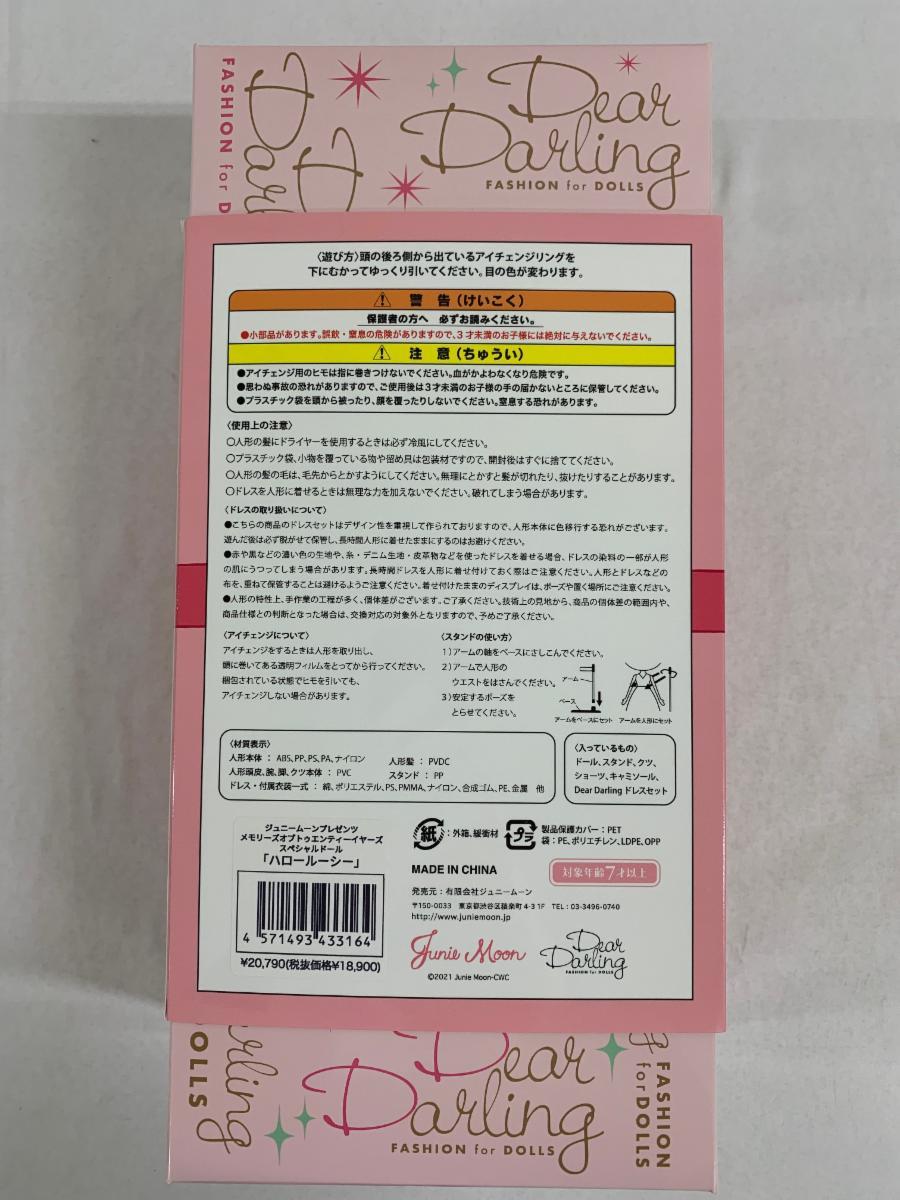 Dear
Darling
FASHION for DOLLS
FASHION for D
Dar
D
〈遊び方〉頭の後ろ側から出ているアイチェンジリングを
下にむかってゆっくり引いてください。目の色が変わります。
警 告(けいこく)
保護者の方へ 必ずお読みください。
●小部品があります。誤飲・窒息の危険がありますので、3才未満のお子様には絶対に与えないでください。
注 意(ちゅうい)
●アイチェンジ用のヒモは指に巻きつけないでください。血がかよわなくなり危険です。
●思わぬ事故の恐れがありますので、ご使用後は3才未満のお子様の手の届かないところに保管してください。
●プラスチック袋を頭から被ったり、顔を覆ったりしないでください。窒息する恐れがあります。
〈使用上の注意〉
○人形の髪にドライヤーを使用するときは必ず冷風にしてください。
○プラスチック袋、小物を覆っている物や留め具は包装材ですので、開封後はすぐに捨ててください。
○人形の髪の毛は、毛先からとかすようにしてください。無理にとかすと髪が切れたり、抜けたりすることがあります。
○ドレスを人形に着せるときは無理な力を加えないでください。破れてしまう場合があります。
〈ドレスの取り扱いについて〉
●こちらの商品のドレスセットはデザイン性を重視して作られておりますので、人形本体に色移行する恐れがございます。
遊んだ後は必ず脱がせて保管し、長時間人形に着せたままにするのはお避けください。
●赤や黒などの濃い色の生地や、糸・デニム生地・皮革物などを使ったドレスを着せる場合、ドレスの染料の一部が人形
の肌にうつってしまう場合があります。長時間ドレスを人形に着せ付けておく際はご注意ください。人形とドレスなどの
布を、重ねて保管することは避けるようご注意ください。着せ付けたままのディスプレイは、ポーズや置く場所にご注意ください。
●人形の特性上、手作業の工程が多く、個体差がございます。ご了承ください。技術上の見地から、商品の個体差の範囲内や、
商品仕様との判断となった場合は、交換対応の対象外となりますので、予めご了承ください。
〈アイチェンジについて〉
アイチェンジをするときは人形を取り出し、
頭に巻いてある透明フィルムをとってから行ってください。
梱包されている状態でヒモを引いても、
アイチェンジしない場合があります。
〈スタンドの使い方〉
1)アームの軸をベースにさしこんでください。
2)アームで人形の
ウエストをはさんでください。
3)安定するポーズを
とらせてください。
アーム
ベース
アームをベースにセット
アームを人形にセット
〈材質表示〉
人形本体 : ABS,PP,PS,PA,ナイロン
人形髪 : PVDC
人形頭皮、腕、脚、クツ本体 : PVC
スタンド : PP
ドレス・付属衣装一式 : 綿、ポリエステル、PS、PMMA、ナイロン、合成ゴム、PE、金属 他
〈入っているもの〉
ドール、スタンド、クツ、
ショーツ、キャミソール、
Dear Darling ドレスセット
ジュニームーンプレゼンツ
メモリーズオブトゥエンティーイヤーズ
スペシャルドール
「ハロールーシー」
4 571493 433164
¥20,790(税抜価格¥18,900)
紙 : 外箱、緩衝材
プラ
製品保護カバー : PET
袋 : PE、ポリエチレン、LDPE、OPP
MADE IN CHINA
対象年齢7才以上
発売元 : 有限会社ジュニームーン
〒150-0033 東京都渋谷区猿楽町 4-3 1F TEL : 03-3496-0740
http://www.juniemoon.jp
Junie Moon
Dear
Darling
FASHION for DOLLS
©2021 Junie Moon-CWC
Dear
Darling
FASHION for DOLLS
erling
OLLS
FASHION
for DOLLS